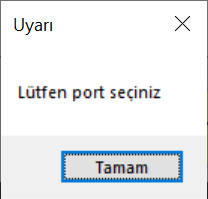 Uyarı
Lütfen port seçiniz
Tamam